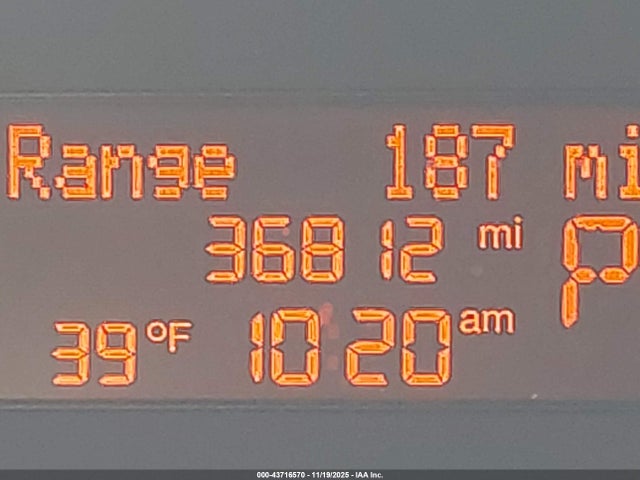 Range 187 mi
36812 mi P
39 °F 10:20 am
000-43716570 - 11/19/2025 - IAA Inc.